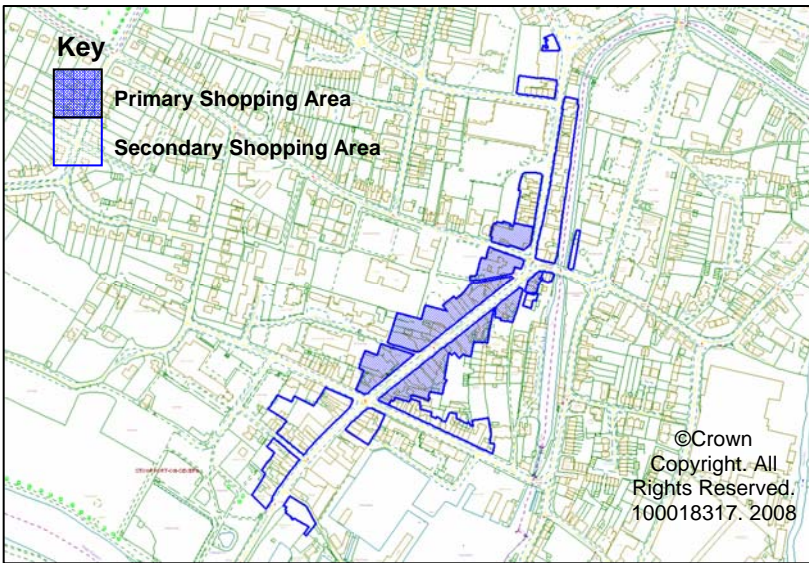 Key
Primary Shopping Area
Secondary Shopping Area
©Crown
Copyright. All
Rights Reserved.
100018317. 2008